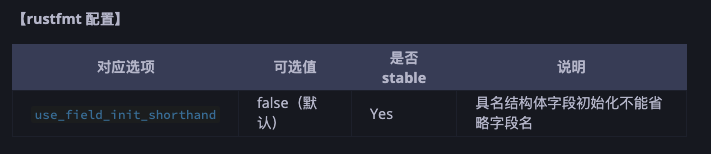 【rustfmt 配置】
对应选项 可选值 是否 stable 说明
use_field_init_shorthand false（默认） Yes 具名结构体字段初始化不能省略字段名